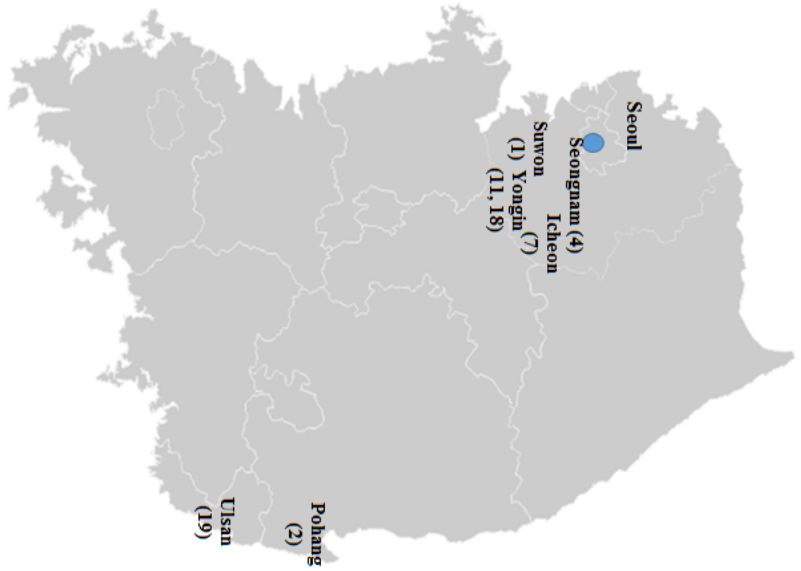 Seoul
Seongnam (4)
Icheon
(7)
Suwon
(1)
Yongin
(11, 18)
Pohang
(2)
Ulsan
(19)